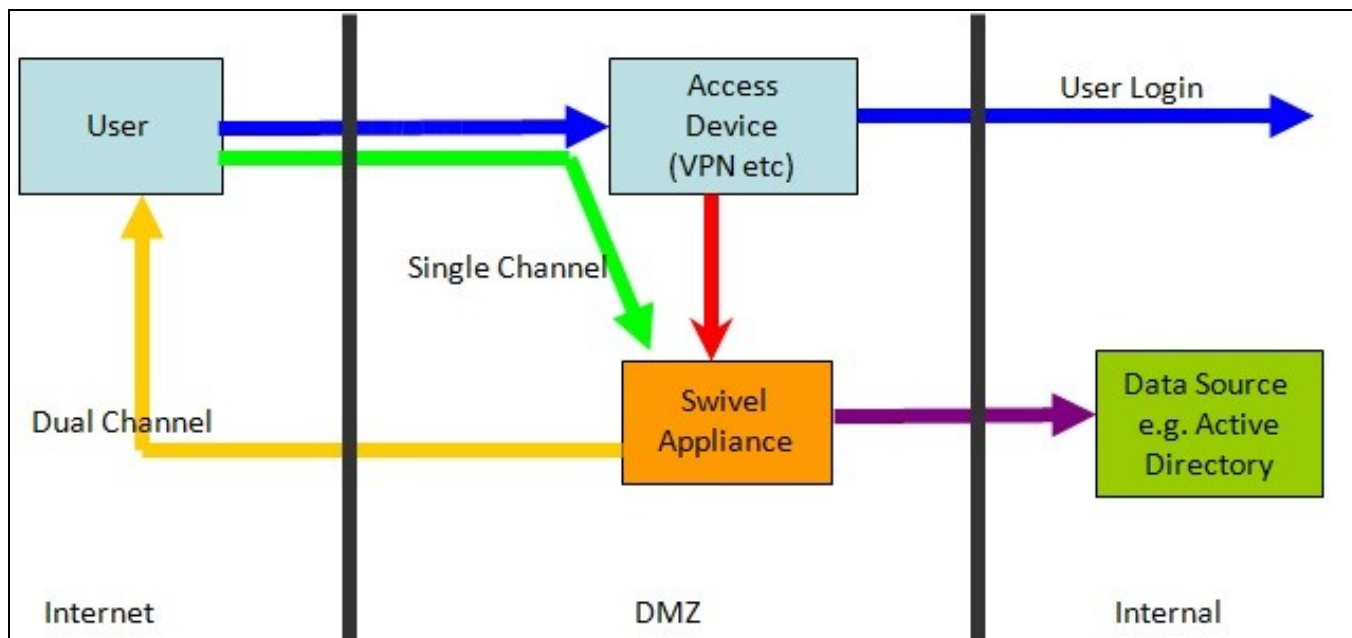 User
Access
Device
(VPN etc)
User Login
Single Channel
Swivel
Appliance
Data Source
e.g. Active
Directory
Dual Channel
Internet
DMZ
Internal